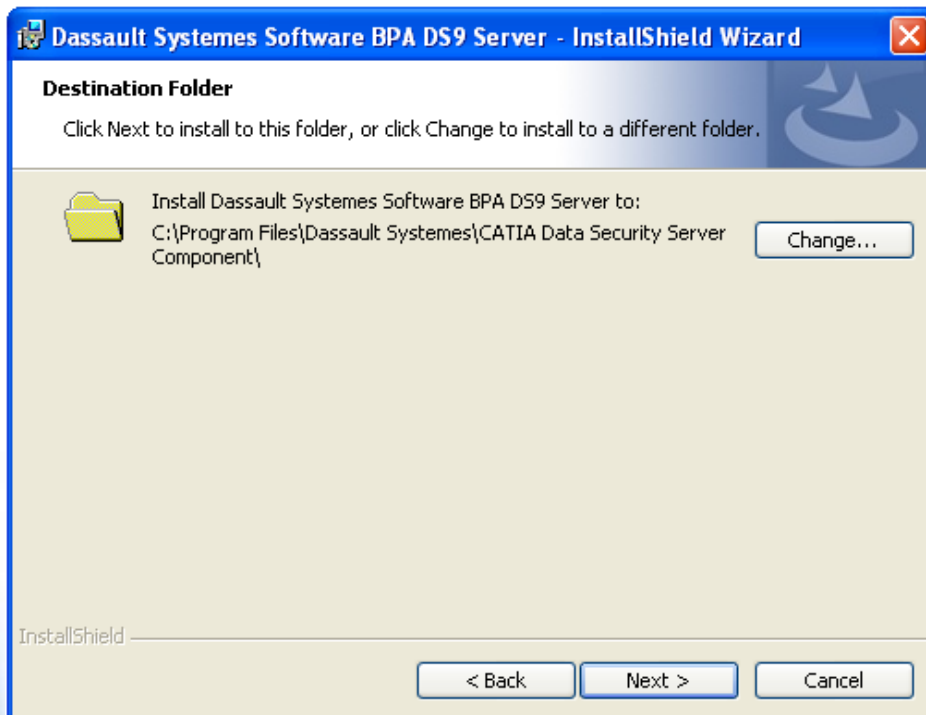 Dassault Systemes Software BPA DS9 Server - InstallShield Wizard
Destination Folder
Click Next to install to this folder, or click Change to install to a different folder.
Install Dassault Systemes Software BPA DS9 Server to:
C:\Program Files\Dassault Systemes\CATIA Data Security Server
Component\
Change...
InstallShield
< Back
Next >
Cancel